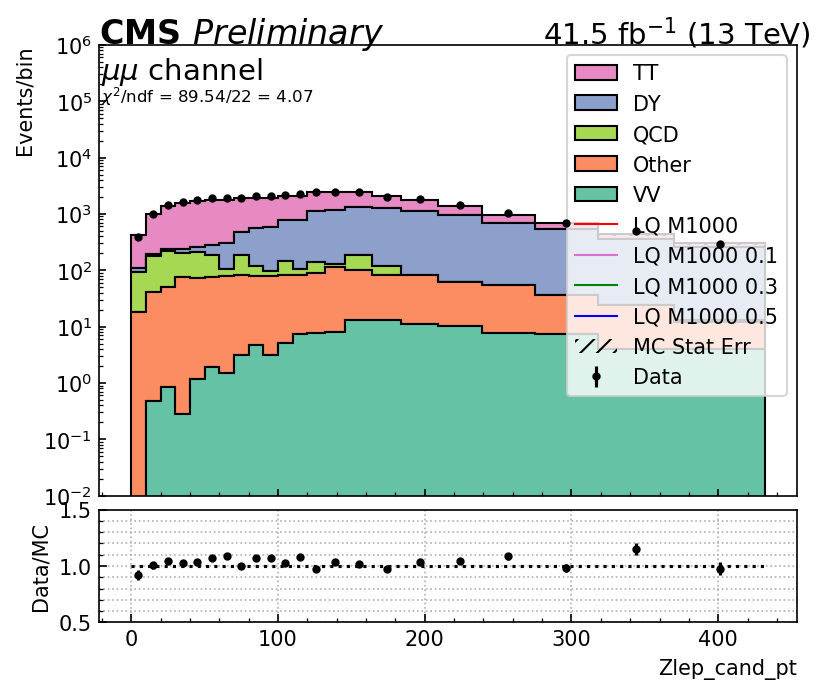 CMS Preliminary 41.5 fb⁻¹ (13 TeV)
μμ channel
χ²/ndf = 89.54/22 = 4.07
Events/bin
10⁶
10⁵
10⁴
10³
10²
10¹
10⁰
10⁻¹
10⁻²
TT
DY
QCD
Other
VV
LQ M1000
LQ M1000 0.1
LQ M1000 0.3
LQ M1000 0.5
MC Stat Err
Data
Data/MC
1.5
1.0
0.5
0 100 200 300 400
Zlep_cand_pt